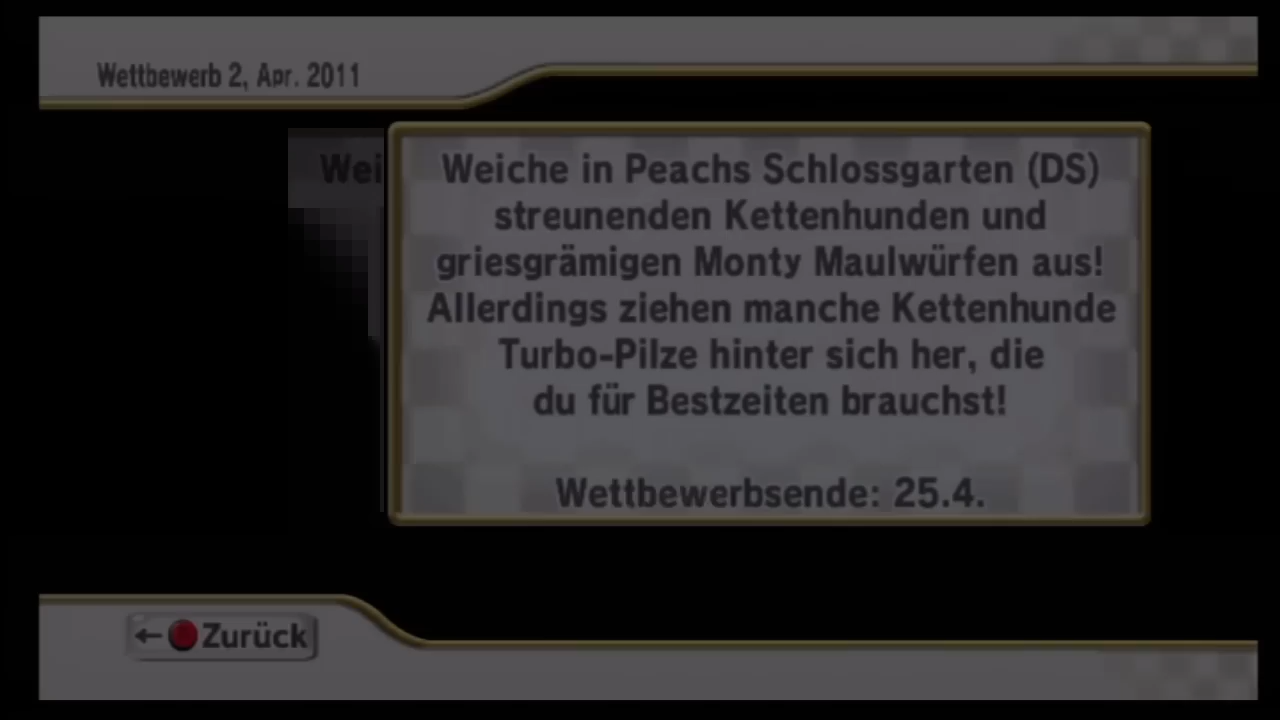 Wettbewerb 2, Apr. 2011
Wei
Weiche in Peachs Schlossgarten (DS)
streunenden Kettenhunden und
griesgrämigen Monty Maulwürfen aus!
Allerdings ziehen manche Kettenhunde
Turbo-Pilze hinter sich her, die
du für Bestzeiten brauchst!
Wettbewerbsende: 25.4.
←Zurück